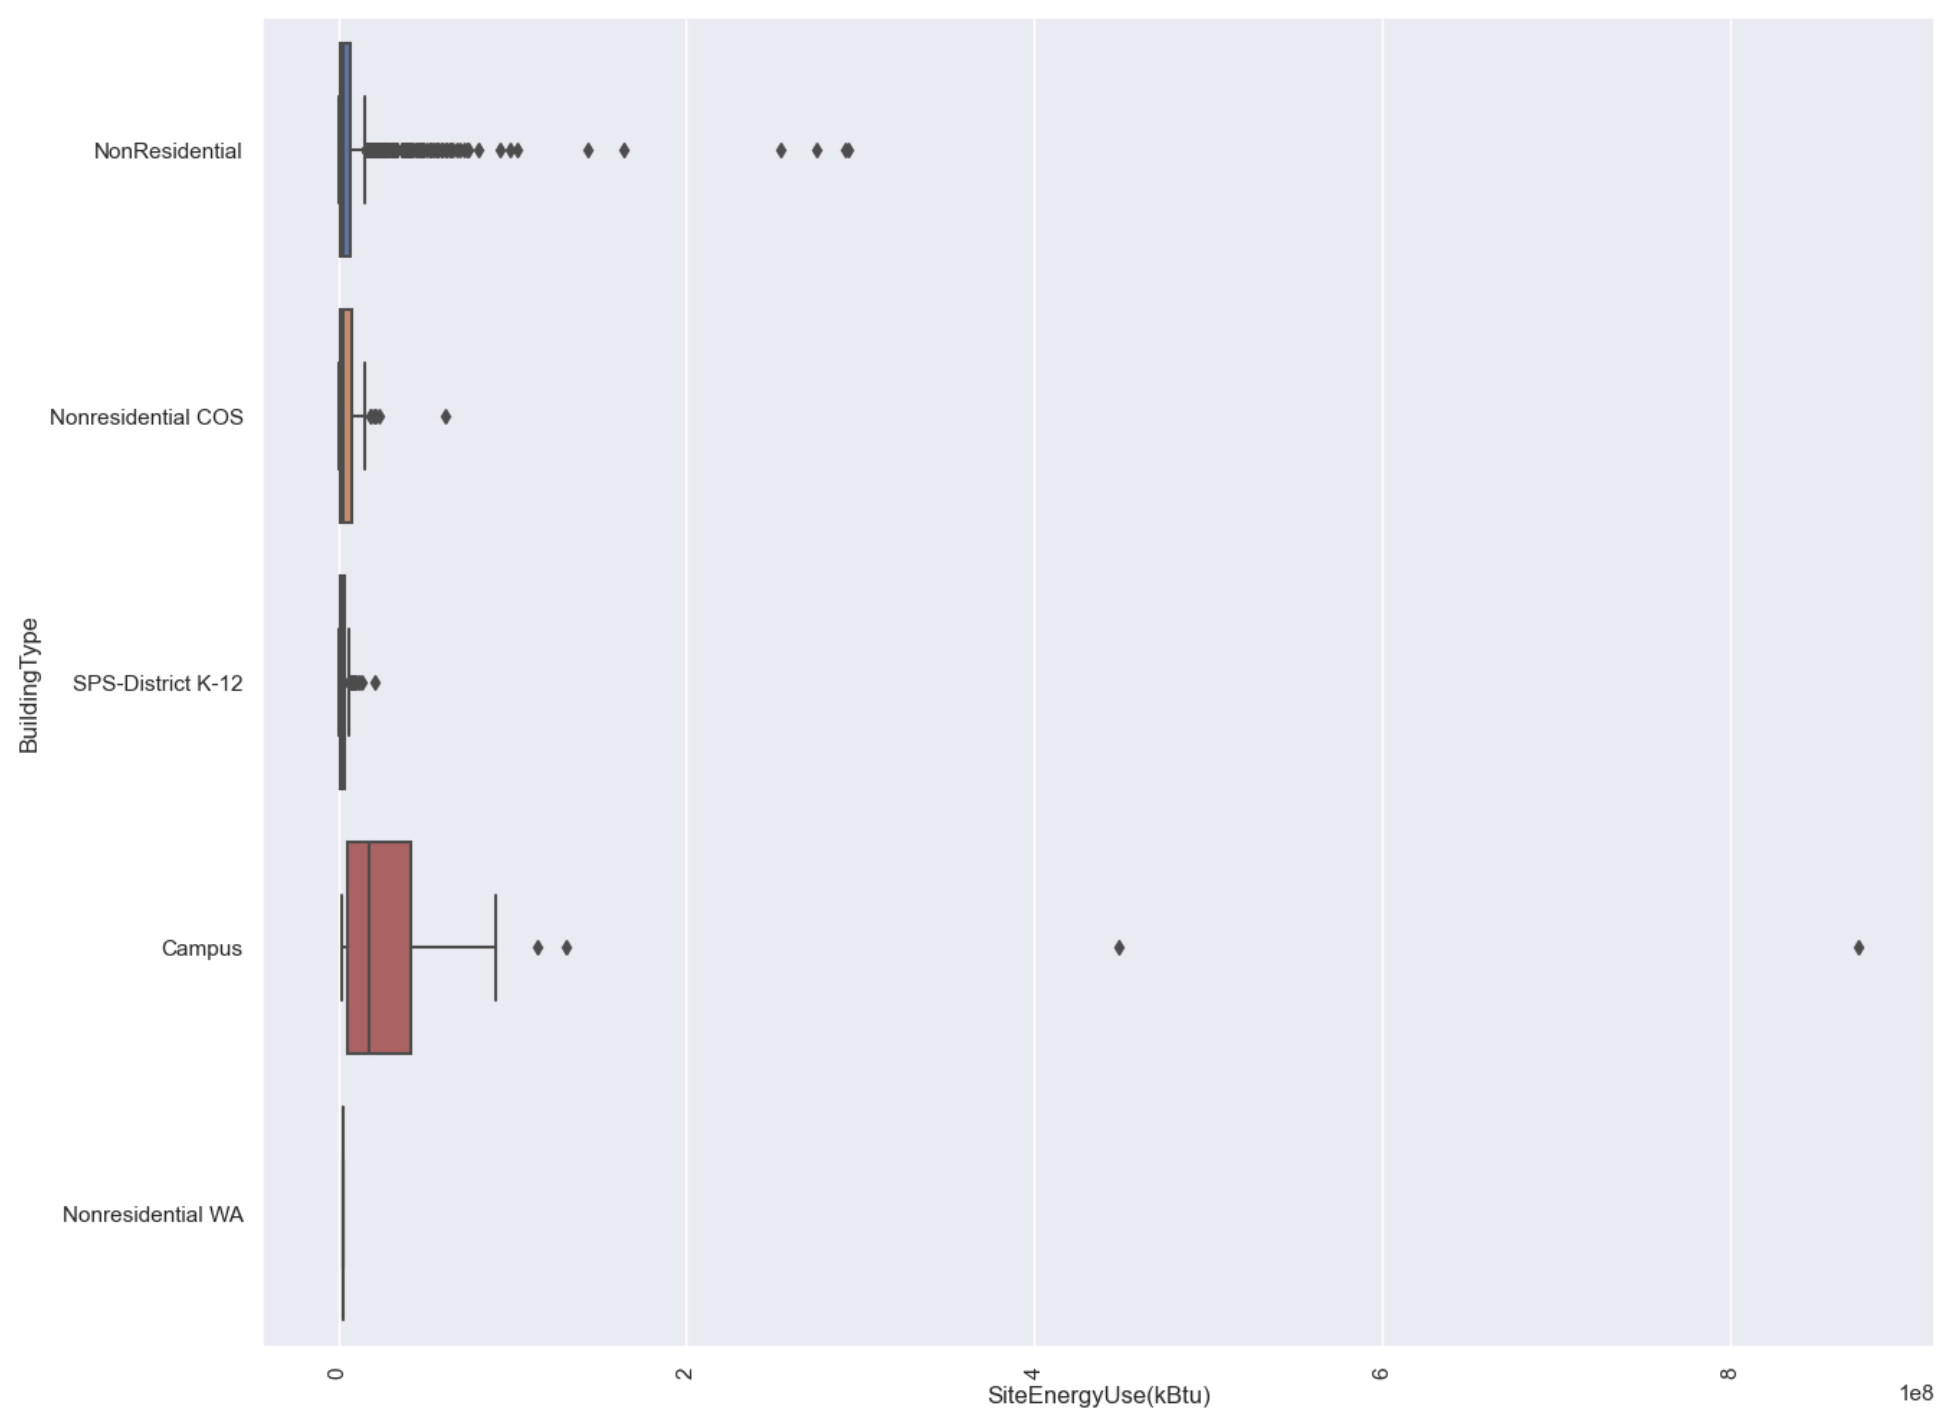 NonResidential
Nonresidential COS
SPS-District K-12
Campus
Nonresidential WA
BuildingType
0
2
4
6
8
SiteEnergyUse(kBtu)
1e8